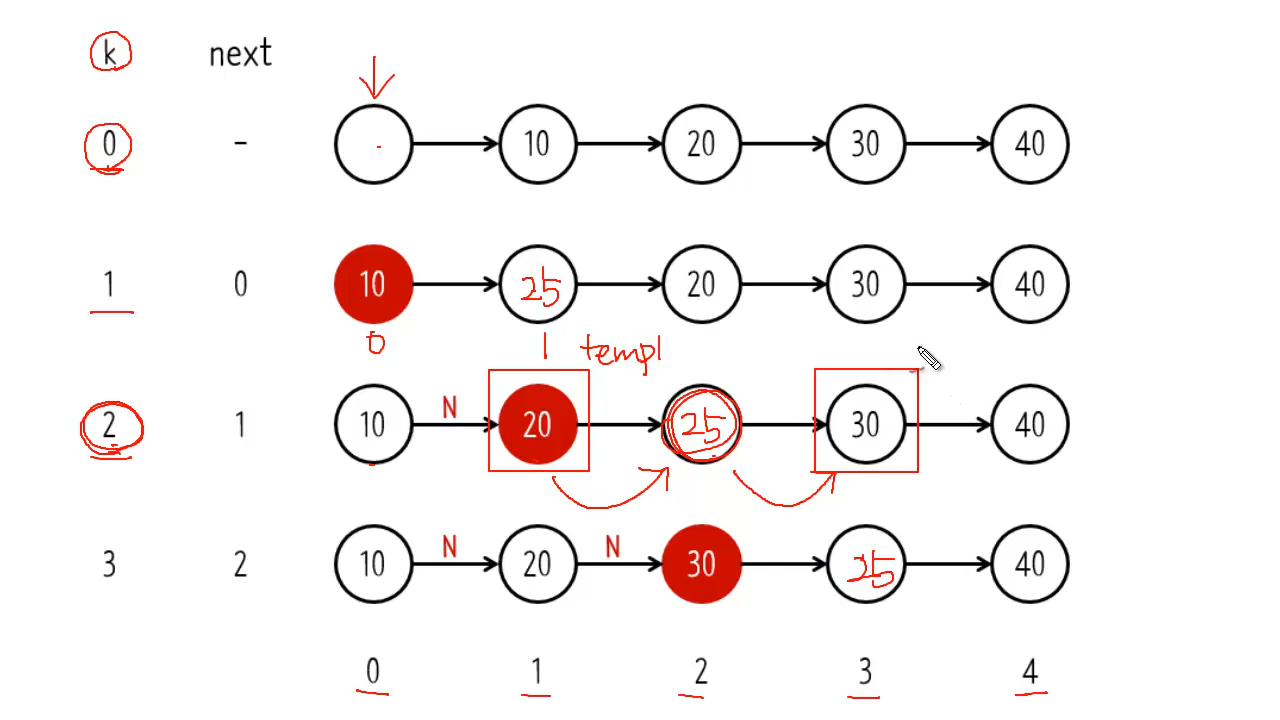 k next
0 - 10 20 30 40
1 0 10 25 20 30 40
0 1 temp1
2 1 10 N 20 25 30 40
3 2 10 N 20 N 30 25 40
0 1 2 3 4